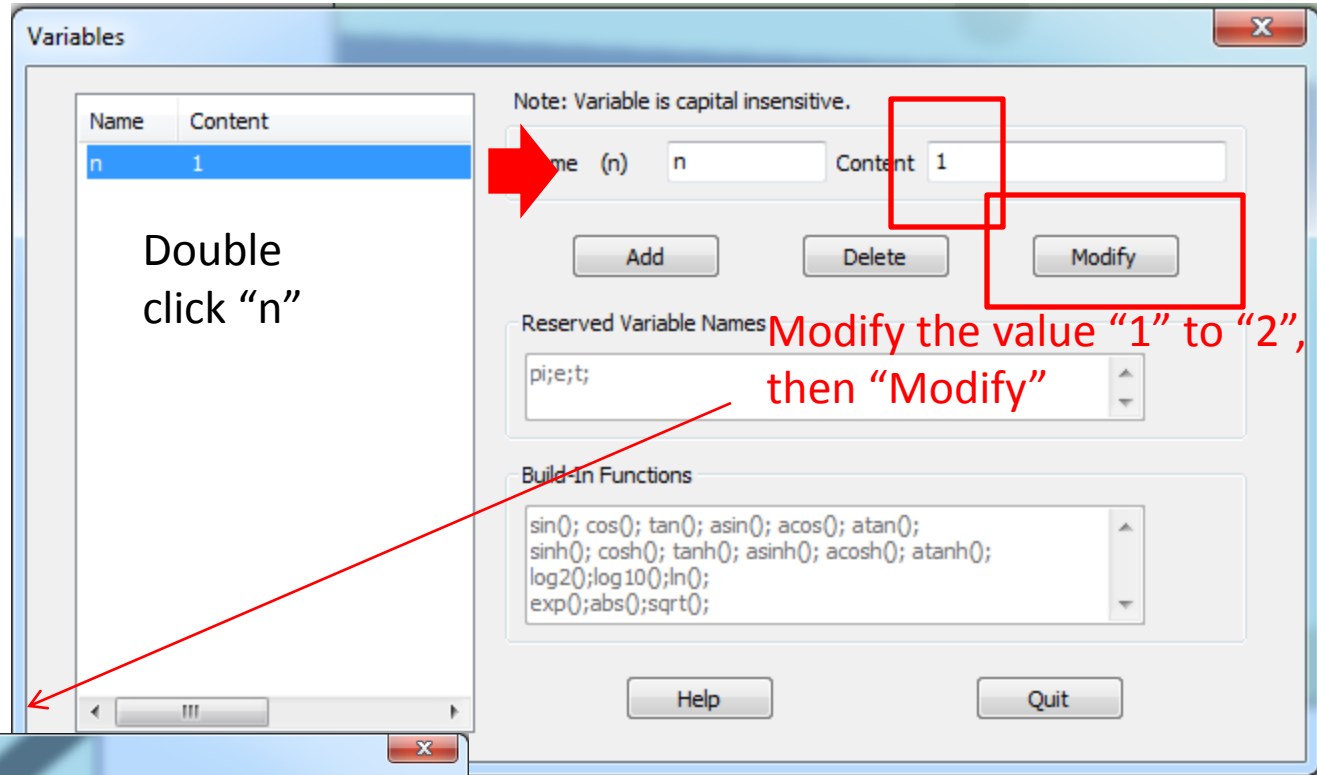 Variables
Name Content
n 1
Double
click “n”
Note: Variable is capital insensitive.
(n) n Content 1
Add Delete Modify
Reserved Variable Names
Modify the value “1” to “2”,
then “Modify”
pi;e;t;
Build-In Functions
sin(); cos(); tan(); asin(); acos(); atan();
sinh(); cosh(); tanh(); asinh(); acosh(); atanh();
log2();log10();ln();
exp();abs();sqrt();
Help Quit